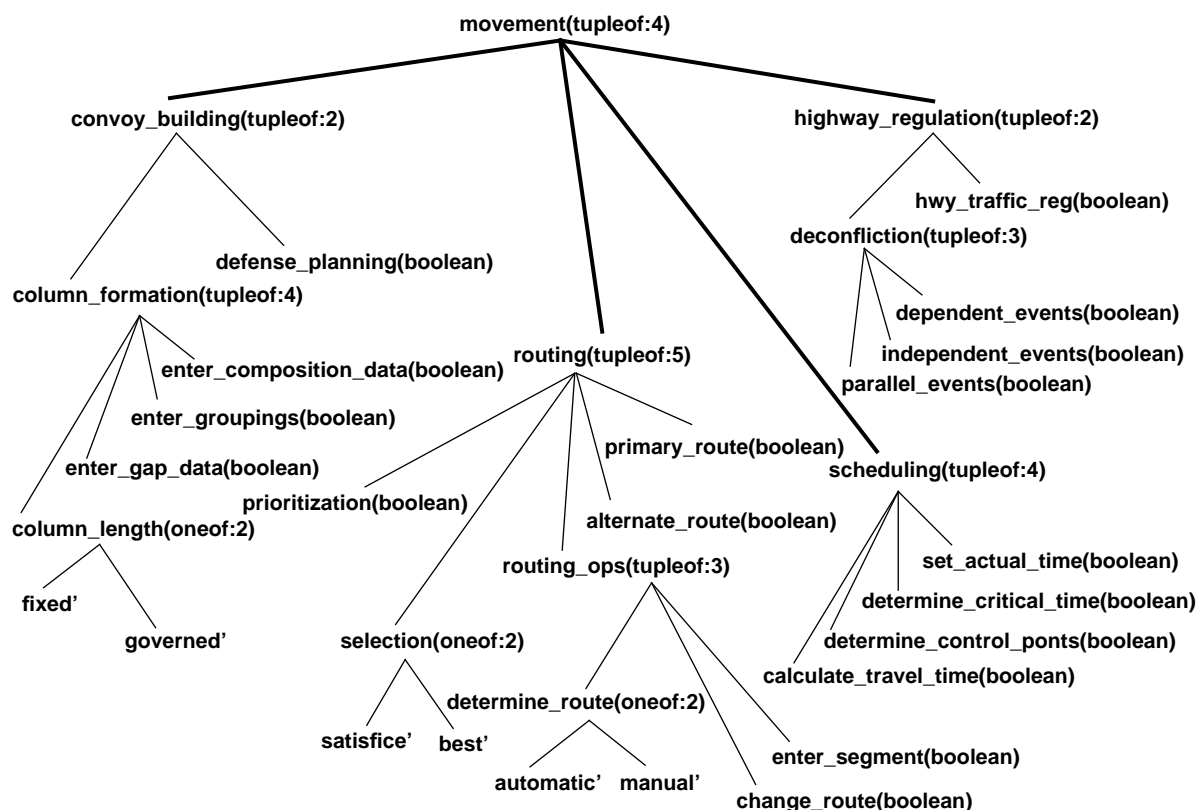 movement(tupleof:4)
convoy_building(tupleof:2)
highway_regulation(tupleof:2)
hwy_traffic_reg(boolean)
deconfliction(tupleof:3)
defense_planning(boolean)
column_formation(tupleof:4)
dependent_events(boolean)
routing(tupleof:5)
independent_events(boolean)
enter_composition_data(boolean)
parallel_events(boolean)
enter_groupings(boolean)
primary_route(boolean)
enter_gap_data(boolean)
scheduling(tupleof:4)
prioritization(boolean)
alternate_route(boolean)
column_length(oneof:2)
set_actual_time(boolean)
routing_ops(tupleof:3)
fixed’
determine_critical_time(boolean)
governed’
selection(oneof:2)
determine_control_ponts(boolean)
calculate_travel_time(boolean)
determine_route(oneof:2)
satisfice’
best’
enter_segment(boolean)
automatic’
manual’
change_route(boolean)